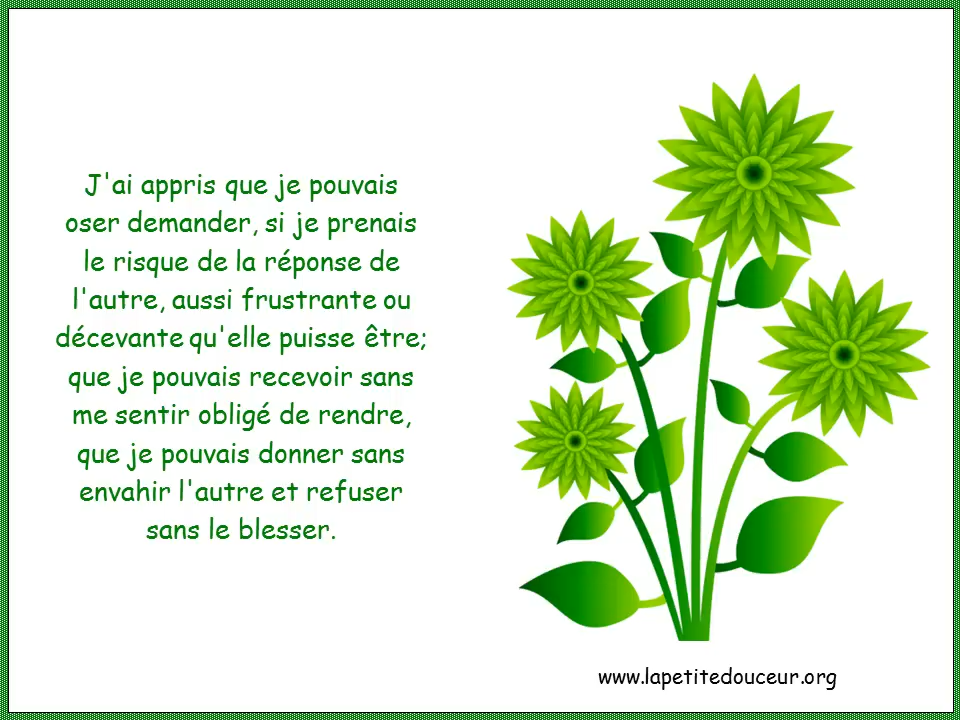 J'ai appris que je pouvais
oser demander, si je prenais
le risque de la réponse de
l'autre, aussi frustrante ou
décevante qu'elle puisse être;
que je pouvais recevoir sans
me sentir obligé de rendre,
que je pouvais donner sans
envahir l'autre et refuser
sans le blesser.
www.lapetitedouceur.org